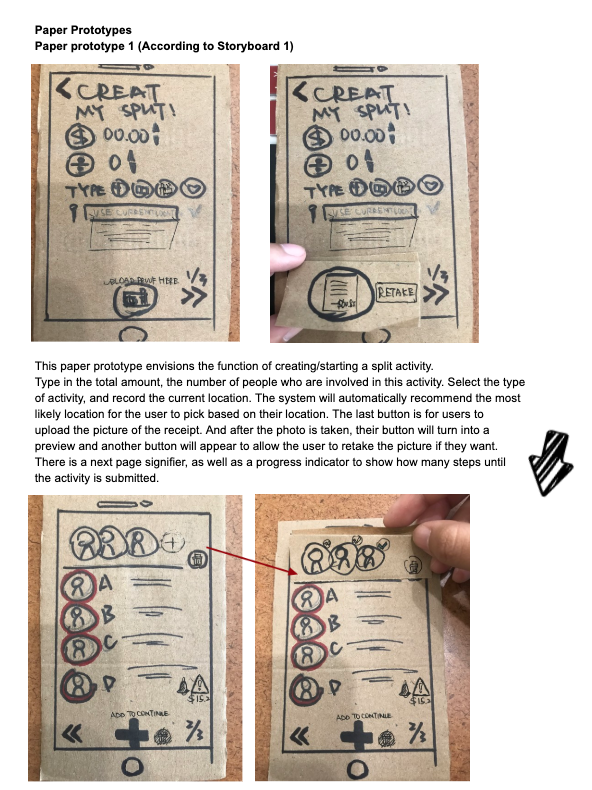 Paper Prototypes
Paper prototype 1 (According to Storyboard 1)
< CREAT
MY SPLIT!
$ 00.00
÷ 0
TYPE
USE CURRENT LOCATION
UPLOAD PROOF HERE
1/3
>>
< CREAT
MY SPLIT!
$ 00.00
÷ 0
TYPE
USE CURRENT
RETAKE
1/3
>>
This paper prototype envisions the function of creating/starting a split activity.
Type in the total amount, the number of people who are involved in this activity. Select the type
of activity, and record the current location. The system will automatically recommend the most
likely location for the user to pick based on their location. The last button is for users to
upload the picture of the receipt. And after the photo is taken, their button will turn into a
preview and another button will appear to allow the user to retake the picture if they want.
There is a next page signifier, as well as a progress indicator to show how many steps until
the activity is submitted.
+
A
B
C
D
!
ADD TO CONTINUE
<< + 2/3
A
B
C
D
!
ADD TO CONTINUE
<< + 2/3